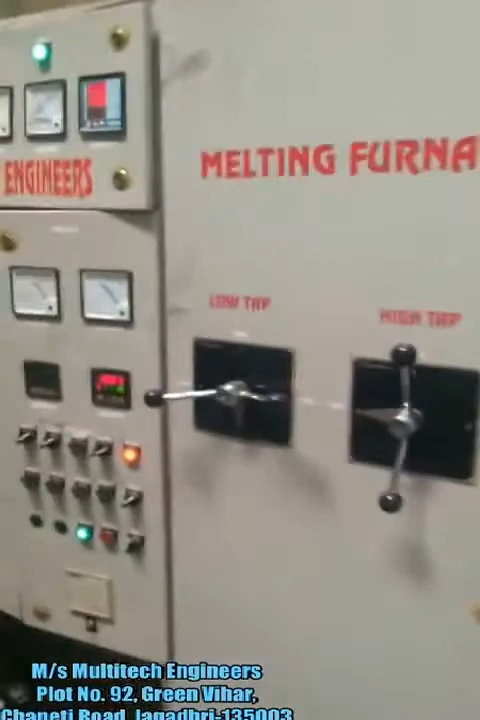 ENGINEERS
MELTING FURNA
LOW TAP
HIGH TAP
M/s Multitech Engineers
Plot No. 92, Green Vihar,
Chaneti Road, Jagadhri-135003